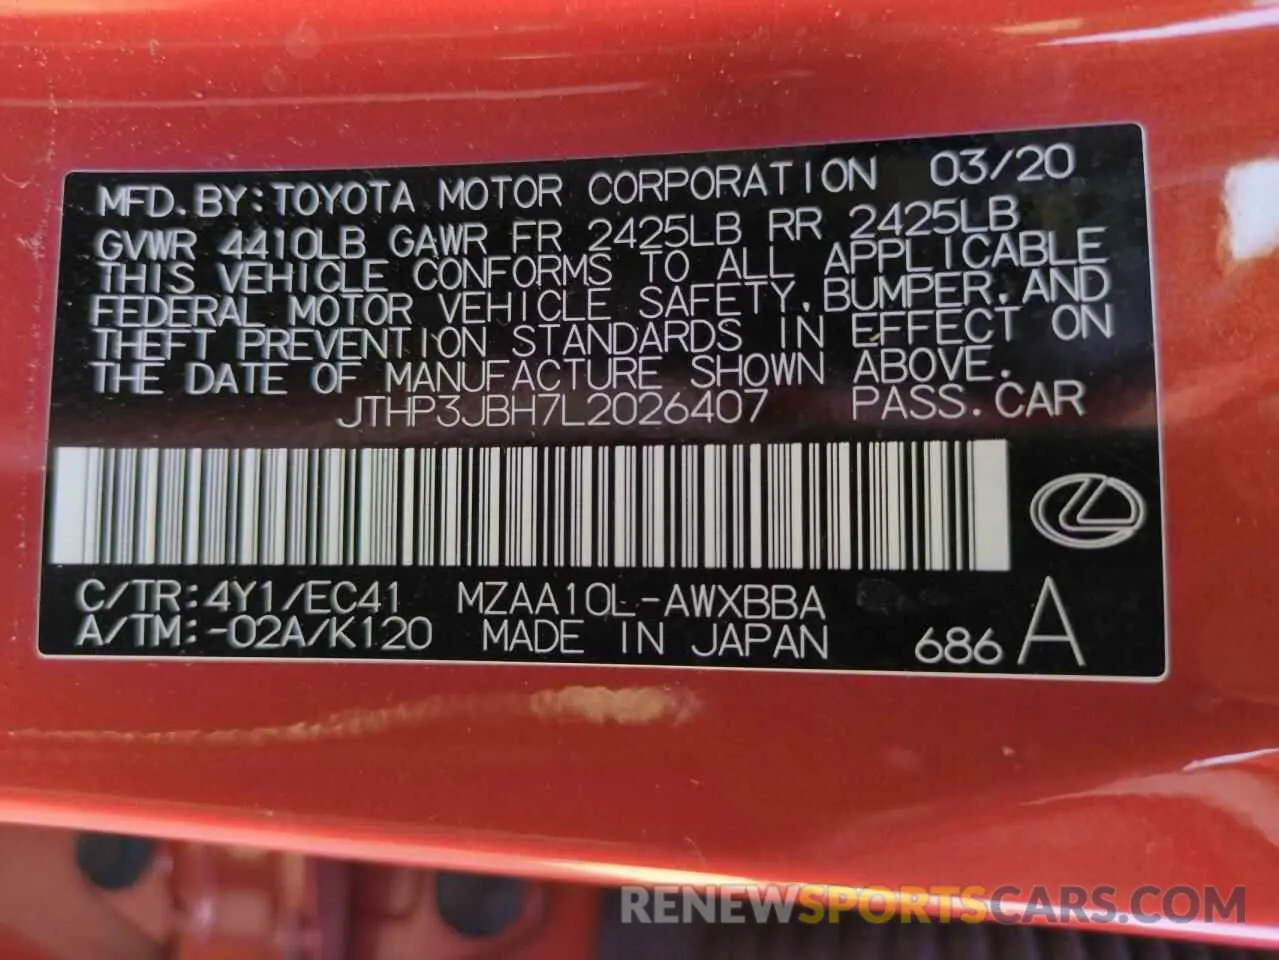 MFD. BY: TOYOTA MOTOR CORPORATION 03/20
GVWR 4410LB GAWR FR 2425LB RR 2425LB
THIS VEHICLE CONFORMS TO ALL APPLICABLE
FEDERAL MOTOR VEHICLE SAFETY, BUMPER, AND
THEFT PREVENTION STANDARDS IN EFFECT ON
THE DATE OF MANUFACTURE SHOWN ABOVE.
JTHP3JBH7L2026407 PASS. CAR
C/TR: 4Y1/EC41 MZAA10L-AWXBBA
A/TM: -02A/K120 MADE IN JAPAN 686 A
RENEWSPORTSCARS.COM